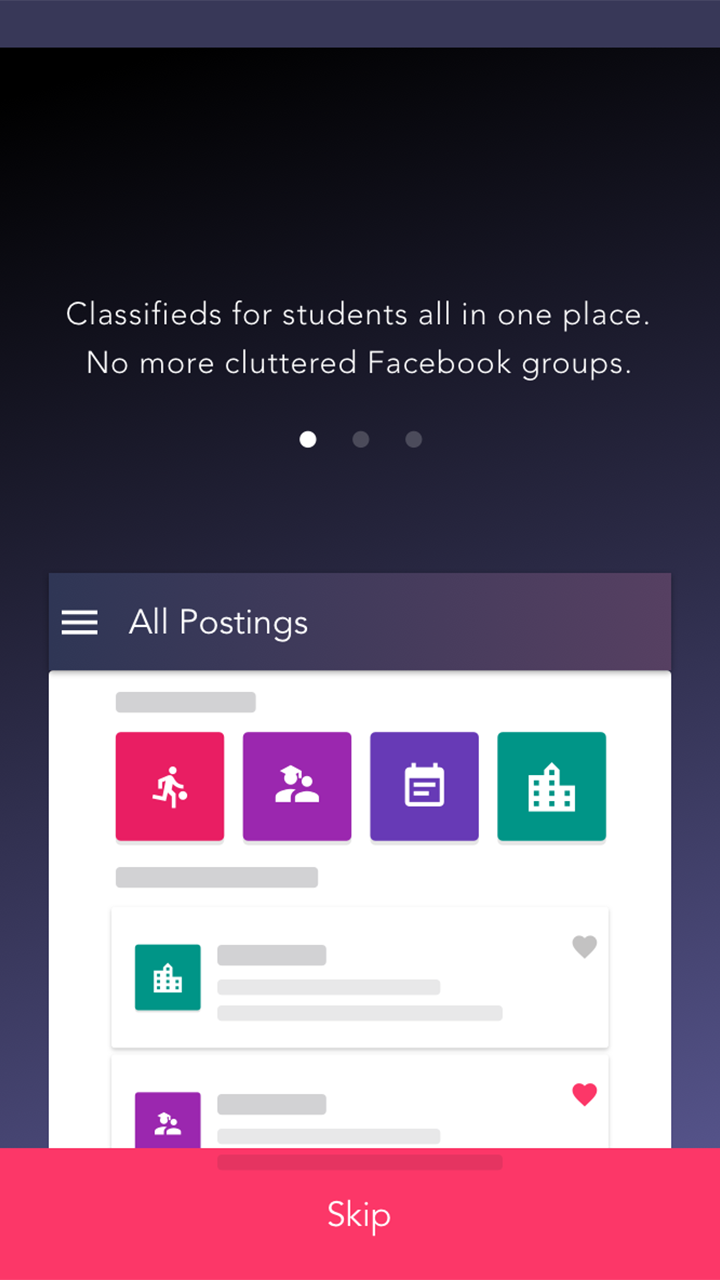 Classifieds for students all in one place.
No more cluttered Facebook groups.
All Postings
Skip